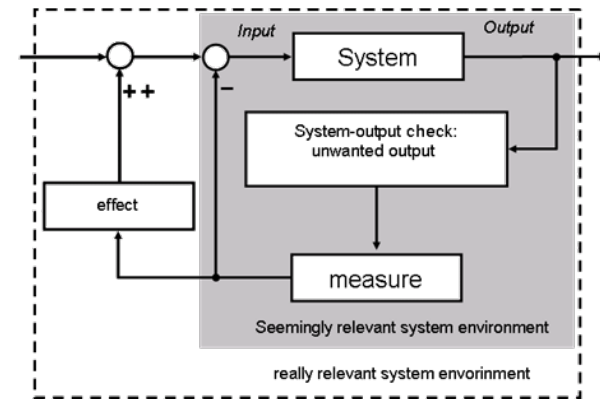 Input
Output
System
+ +
–
System-output check:
unwanted output
effect
measure
Seemingly relevant system environment
really relevant system envorinment